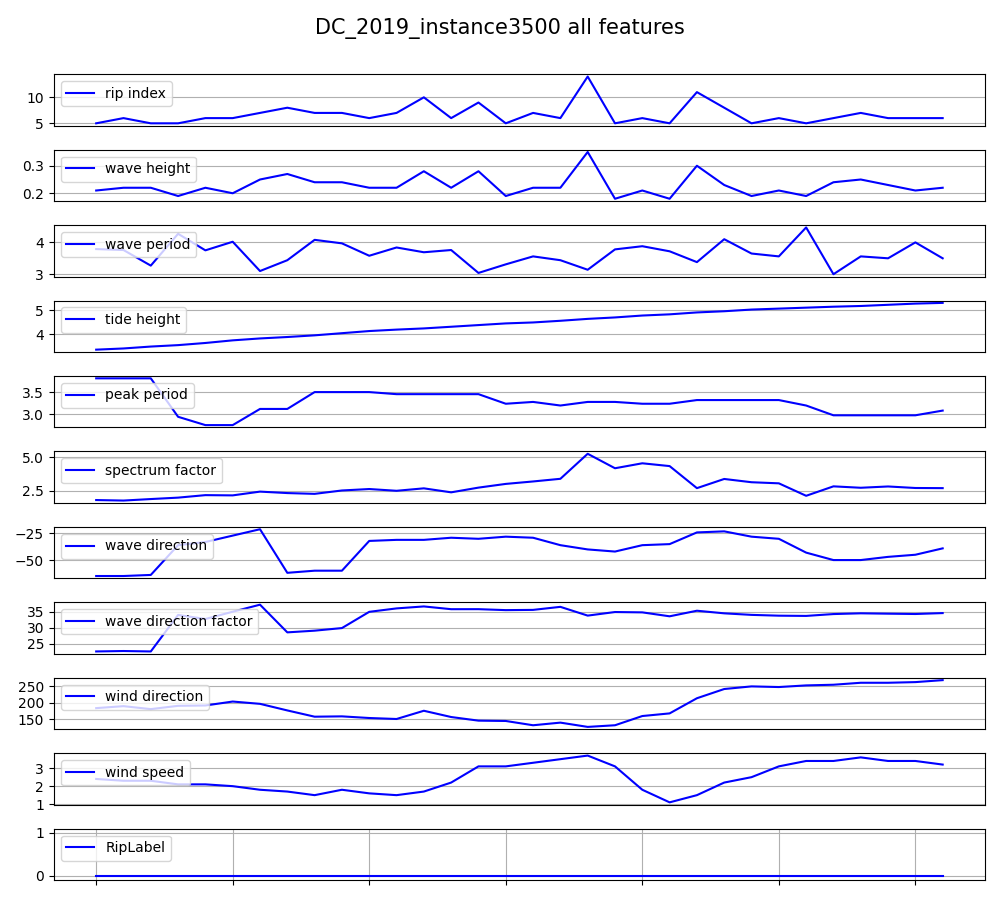 DC_2019_instance3500 all features
10
5
rip index
0.3
0.2
wave height
4
3
wave period
5
4
tide height
3.5
3.0
peak period
5.0
2.5
spectrum factor
−25
−50
wave direction
35
30
25
wave direction factor
250
200
150
wind direction
3
2
1
wind speed
1
0
RipLabel